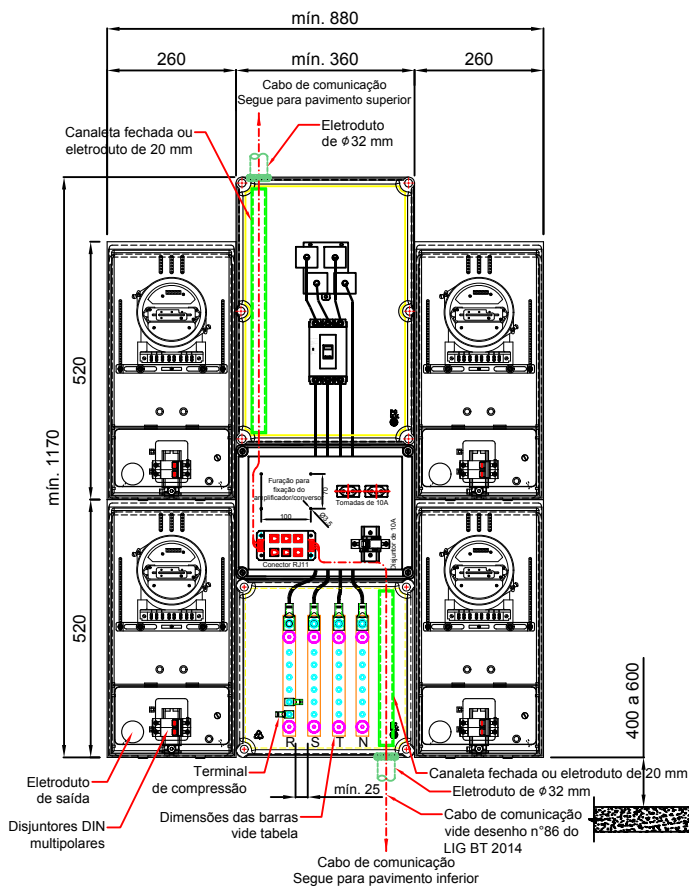 mín. 880
260
mín. 360
260
Cabo de comunicação
Segue para pavimento superior
Canaleta fechada ou
eletroduto de 20 mm
Eletroduto
de ϕ32 mm
mín. 1170
520
520
Furação para
fixação do
amplificador/conversor
70
100
Ø3,5
Tomadas de 10A
Disjuntor de 10A
Conector RJ11
R S T N
400 a 600
Eletroduto
de saída
Disjuntores DIN
multipolares
Terminal
de compressão
mín. 25
Dimensões das barras
vide tabela
Canaleta fechada ou eletroduto de 20 mm
Eletroduto de ϕ32 mm
Cabo de comunicação
vide desenho n°86 do
LIG BT 2014
Cabo de comunicação
Segue para pavimento inferior